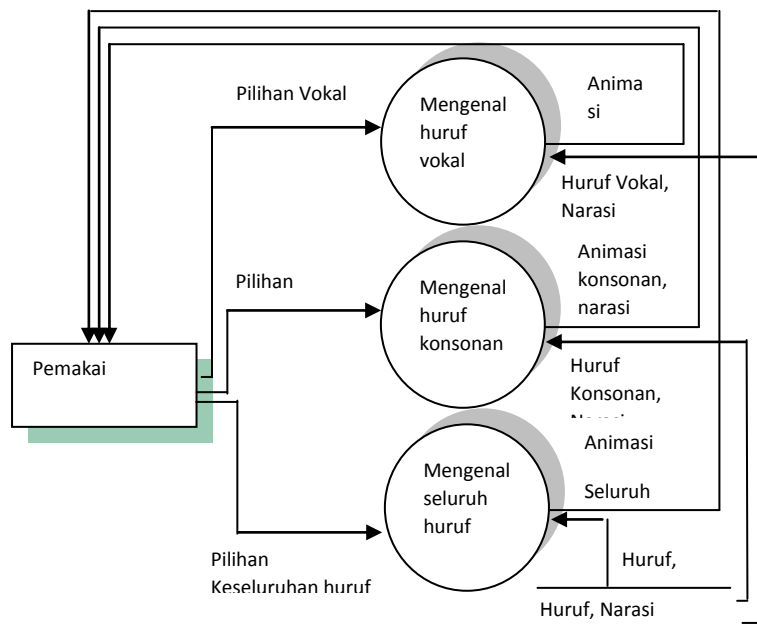 Pilihan Vokal
Mengenal
huruf
vokal
Anima
si
Huruf Vokal,
Narasi
Pilihan
Mengenal
huruf
konsonan
Animasi
konsonan,
narasi
Pemakai
Huruf
Konsonan,
Narasi
Mengenal
seluruh
huruf
Animasi
Seluruh
Pilihan
Keseluruhan huruf
Huruf,
Huruf, Narasi